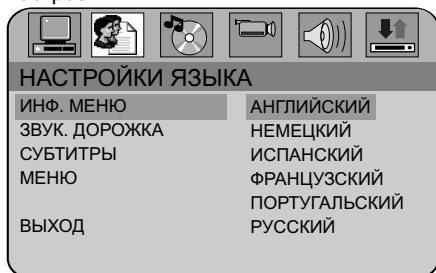 НАСТРОЙКИ ЯЗЫКА
ИНФ. МЕНЮ АНГЛИЙСКИЙ
ЗВУК. ДОРОЖКА НЕМЕЦКИЙ
СУБТИТРЫ ИСПАНСКИЙ
МЕНЮ ФРАНЦУЗСКИЙ
ПОРТУГАЛЬСКИЙ
ВЫХОД РУССКИЙ